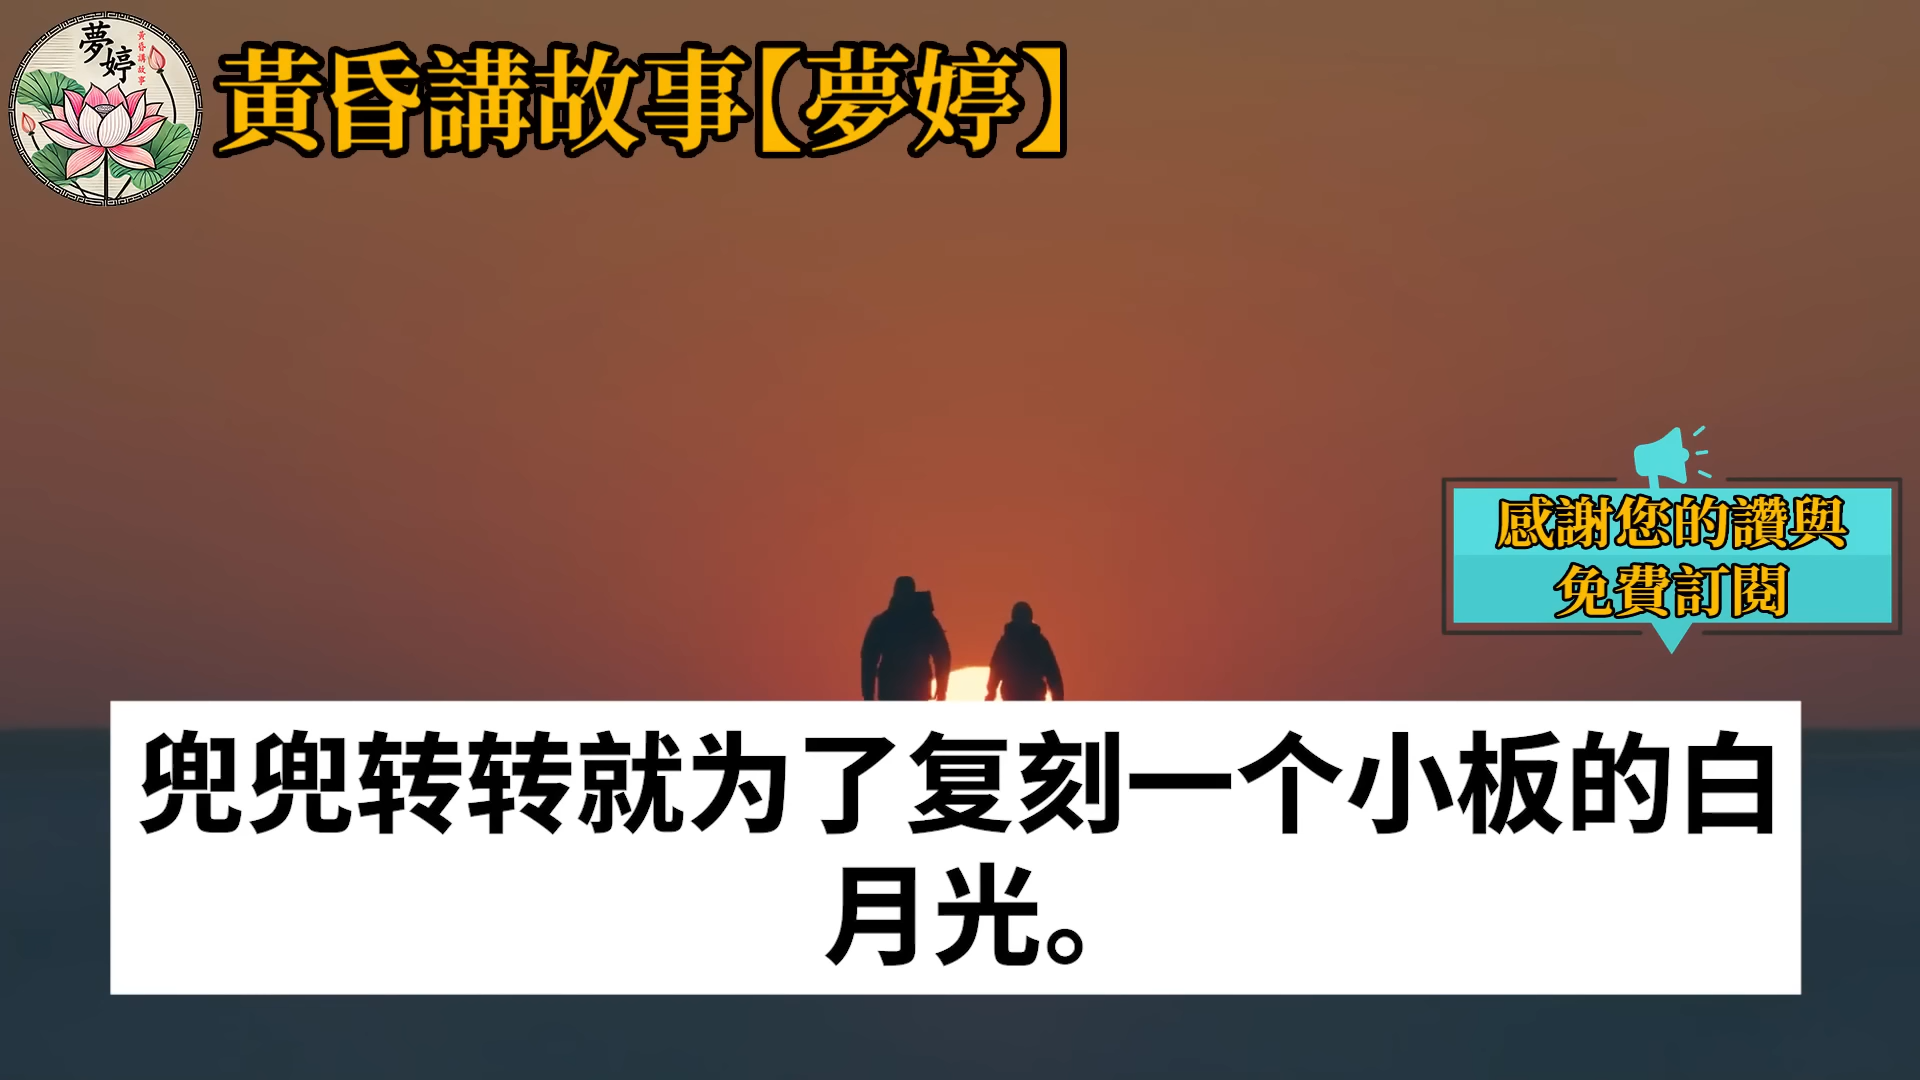 夢婷
黃昏講故事
黃昏講故事【夢婷】
感謝您的讚與
免費訂閱
兜兜转转就为了复刻一个小板的白
月光。